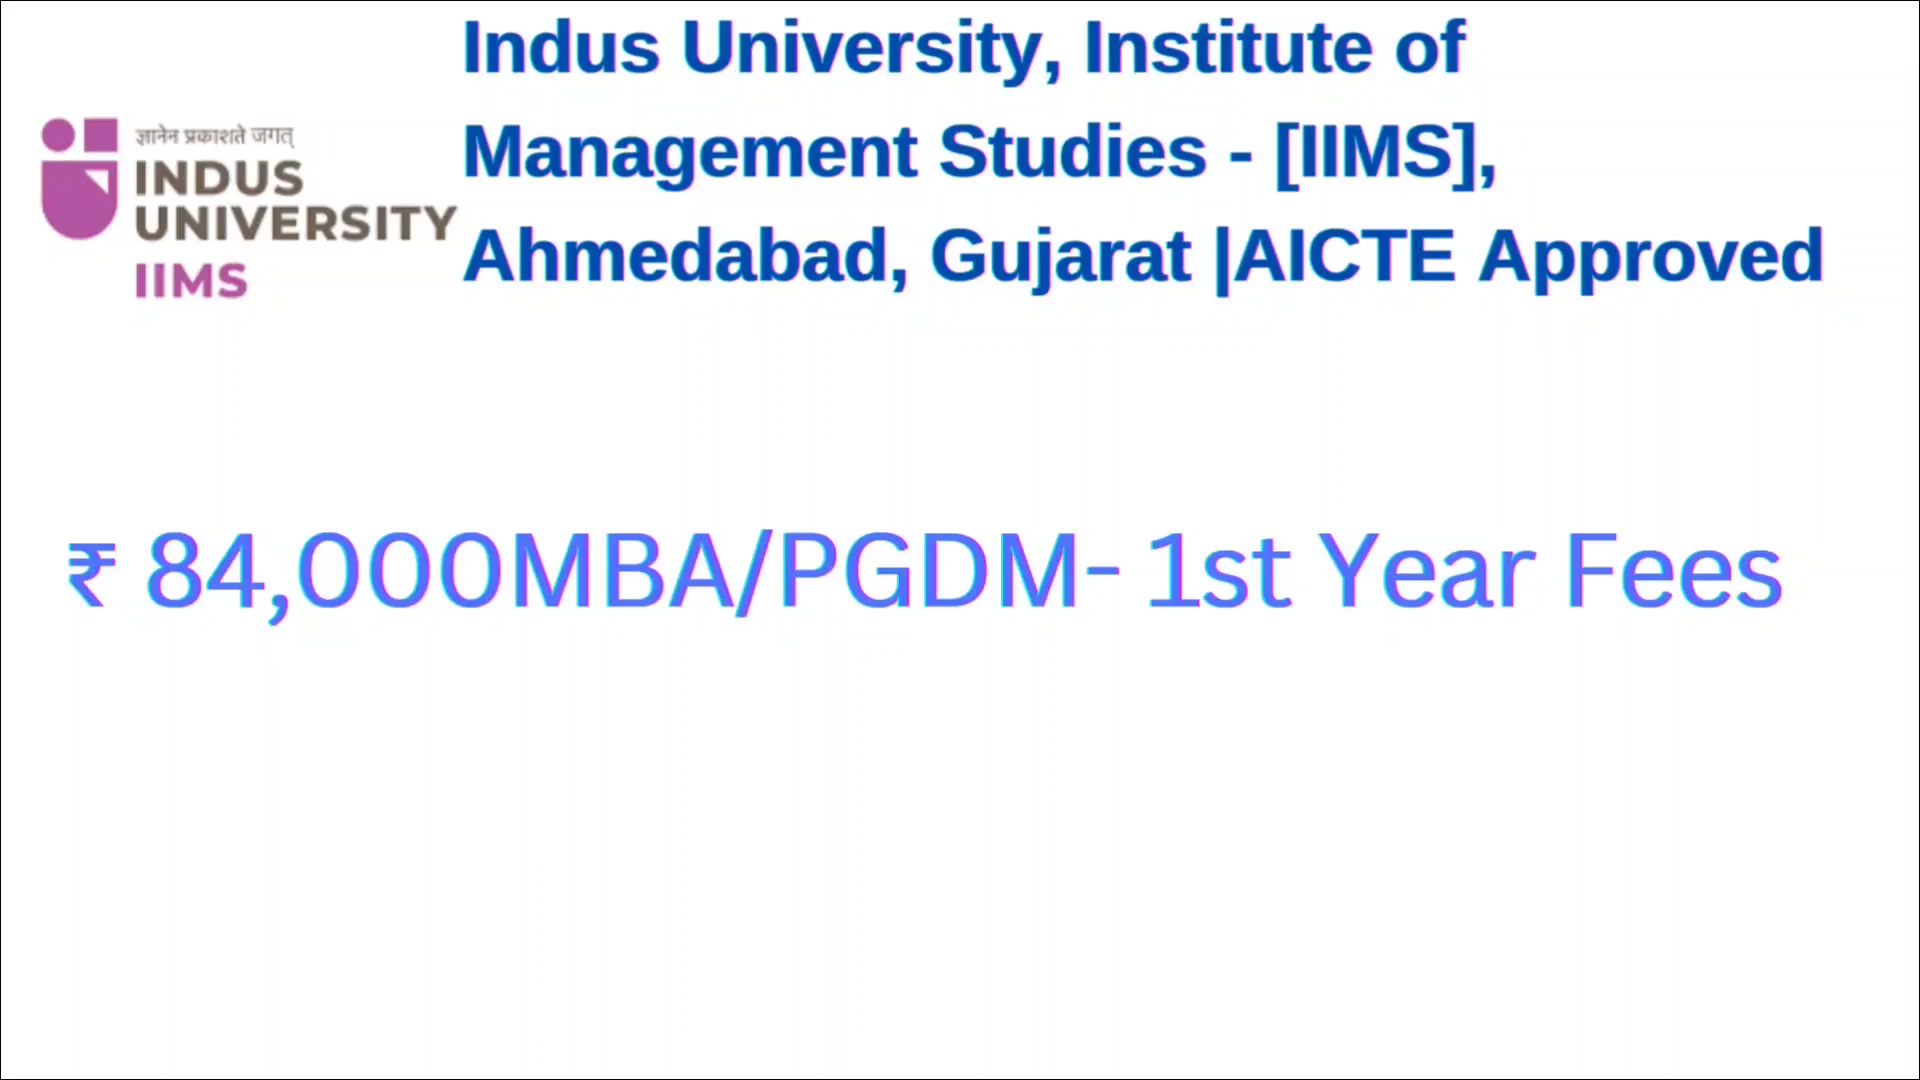 Indus University, Institute of
Management Studies - [IIMS],
Ahmedabad, Gujarat |AICTE Approved
ज्ञानेन प्रकाशते जगत्
INDUS
UNIVERSITY
IIMS
₹ 84,000MBA/PGDM- 1st Year Fees